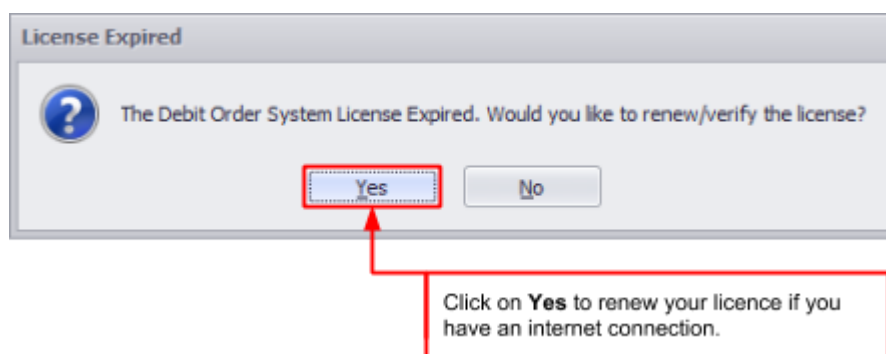 License Expired
The Debit Order System License Expired. Would you like to renew/verify the license?
Yes No
Click on Yes to renew your licence if you
have an internet connection.